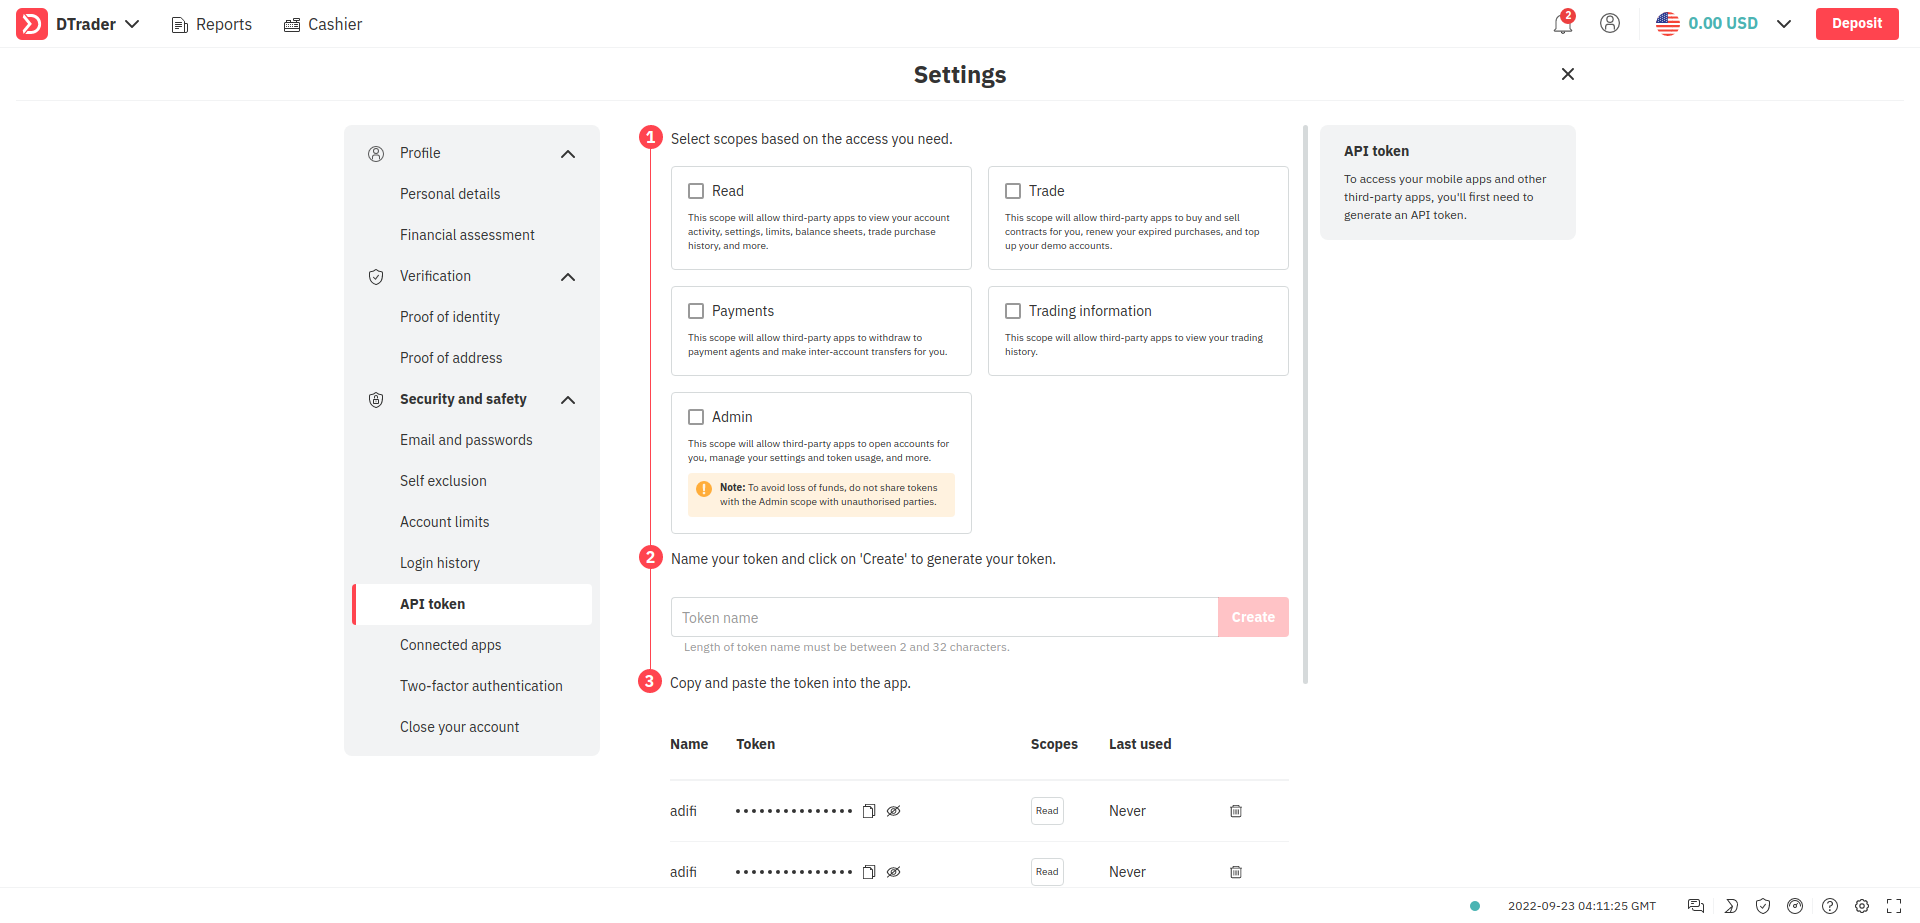 DTrader
Reports
Cashier
2
0.00 USD
Deposit
Settings
Profile
Personal details
Financial assessment
Verification
Proof of identity
Proof of address
Security and safety
Email and passwords
Self exclusion
Account limits
Login history
API token
Connected apps
Two-factor authentication
Close your account
1
Select scopes based on the access you need.
Read
This scope will allow third-party apps to view your account
activity, settings, limits, balance sheets, trade purchase
history, and more.
Trade
This scope will allow third-party apps to buy and sell
contracts for you, renew your expired purchases, and top
up your demo accounts.
Payments
This scope will allow third-party apps to withdraw to
payment agents and make inter-account transfers for you.
Trading information
This scope will allow third-party apps to view your trading
history.
Admin
This scope will allow third-party apps to open accounts for
you, manage your settings and token usage, and more.
Note: To avoid loss of funds, do not share tokens
with the Admin scope with unauthorised parties.
2
Name your token and click on 'Create' to generate your token.
Token name
Create
Length of token name must be between 2 and 32 characters.
3
Copy and paste the token into the app.
Name Token Scopes Last used
adifi ••••••••••••••• Read Never
adifi ••••••••••••••• Read Never
API token
To access your mobile apps and other
third-party apps, you'll first need to
generate an API token.
2022-09-23 04:11:25 GMT